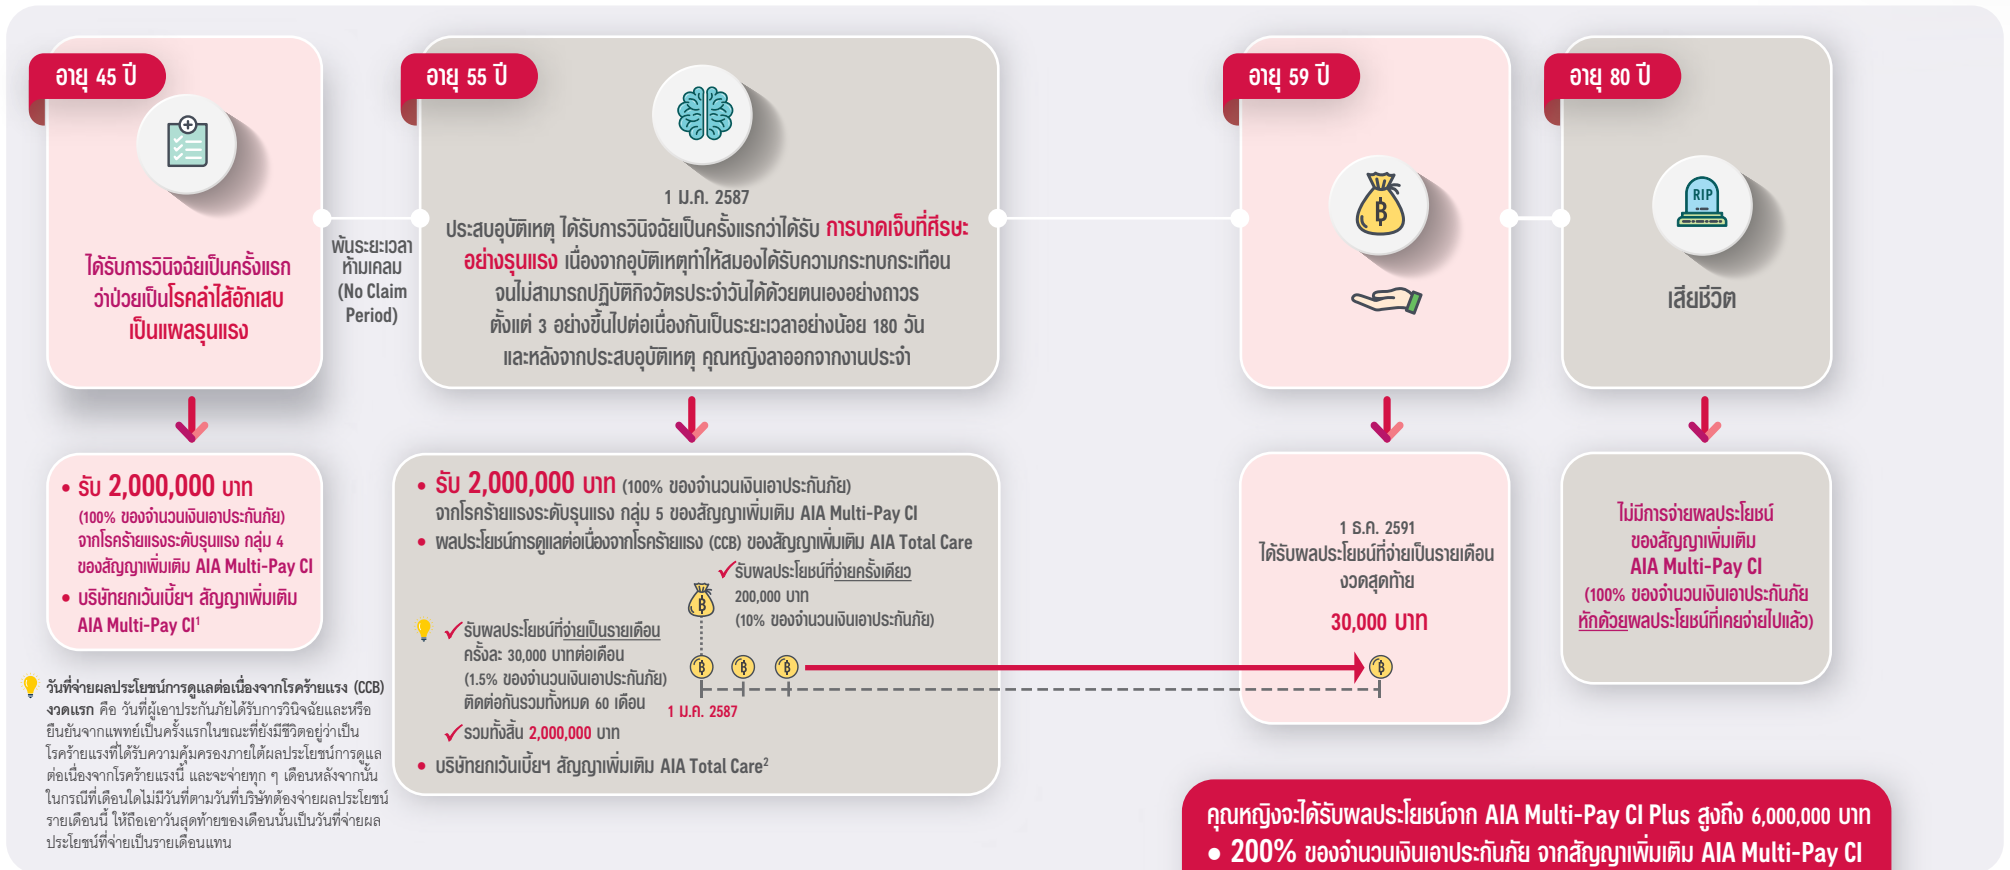 อายุ 45 ปี
ได้รับการวินิจฉัยเป็นครั้งแรก
ว่าป่วยเป็นโรคลำไส้อักเสบ
เป็นแผลรุนแรง
พ้นระยะเวลา
ห้ามเคลม
(No Claim
Period)
อายุ 55 ปี
1 ม.ค. 2587
ประสบอุบัติเหตุ ได้รับการวินิจฉัยเป็นครั้งแรกว่าได้รับ การบาดเจ็บที่ศีรษะ
อย่างรุนแรง เนื่องจากอุบัติเหตุทำให้สมองได้รับความกระทบกระเทือน
จนไม่สามารถปฏิบัติกิจวัตรประจำวันได้ด้วยตนเองอย่างถาวร
ตั้งแต่ 3 อย่างขึ้นไปต่อเนื่องกันเป็นระยะเวลาอย่างน้อย 180 วัน
และหลังจากประสบอุบัติเหตุ คุณหญิงลาออกจากงานประจำ
อายุ 59 ปี
อายุ 80 ปี
RIP
เสียชีวิต
• รับ 2,000,000 บาท
(100% ของจำนวนเงินเอาประกันภัย)
จากโรคร้ายแรงระดับรุนแรง กลุ่ม 4
ของสัญญาเพิ่มเติม AIA Multi-Pay CI
• บริษัทยกเว้นเบี้ยฯ สัญญาเพิ่มเติม
AIA Multi-Pay CI¹
วันที่จ่ายผลประโยชน์การดูแลต่อเนื่องจากโรคร้ายแรง (CCB)
งวดแรก คือ วันที่ผู้เอาประกันภัยได้รับการวินิจฉัยและหรือ
ยืนยันจากแพทย์เป็นครั้งแรกในขณะที่ยังมีชีวิตอยู่ว่าเป็น
โรคร้ายแรงที่ได้รับความคุ้มครองภายใต้ผลประโยชน์การดูแล
ต่อเนื่องจากโรคร้ายแรงนี้ และจะจ่ายทุก ๆ เดือนหลังจากนั้น
ในกรณีที่เดือนใดไม่มีวันที่ตามวันที่บริษัทต้องจ่ายผลประโยชน์
รายเดือนนี้ ให้ถือเอาวันสุดท้ายของเดือนนั้นเป็นวันที่จ่ายผล
ประโยชน์ที่จ่ายเป็นรายเดือนแทน
• รับ 2,000,000 บาท (100% ของจำนวนเงินเอาประกันภัย)
จากโรคร้ายแรงระดับรุนแรง กลุ่ม 5 ของสัญญาเพิ่มเติม AIA Multi-Pay CI
• ผลประโยชน์การดูแลต่อเนื่องจากโรคร้ายแรง (CCB) ของสัญญาเพิ่มเติม AIA Total Care
✓รับผลประโยชน์ที่จ่ายครั้งเดียว
200,000 บาท
(10% ของจำนวนเงินเอาประกันภัย)
✓รับผลประโยชน์ที่จ่ายเป็นรายเดือน
ครั้งละ 30,000 บาทต่อเดือน
(1.5% ของจำนวนเงินเอาประกันภัย)
ติดต่อกันรวมทั้งหมด 60 เดือน
1 ม.ค. 2587
✓รวมทั้งสิ้น 2,000,000 บาท
• บริษัทยกเว้นเบี้ยฯ สัญญาเพิ่มเติม AIA Total Care²
1 ธ.ค. 2591
ได้รับผลประโยชน์ที่จ่ายเป็นรายเดือน
งวดสุดท้าย
30,000 บาท
ไม่มีการจ่ายผลประโยชน์
ของสัญญาเพิ่มเติม
AIA Multi-Pay CI
(100% ของจำนวนเงินเอาประกันภัย
หักด้วยผลประโยชน์ที่เคยจ่ายไปแล้ว)
คุณหญิงจะได้รับผลประโยชน์จาก AIA Multi-Pay CI Plus สูงถึง 6,000,000 บาท
• 200% ของจำนวนเงินเอาประกันภัย จากสัญญาเพิ่มเติม AIA Multi-Pay CI